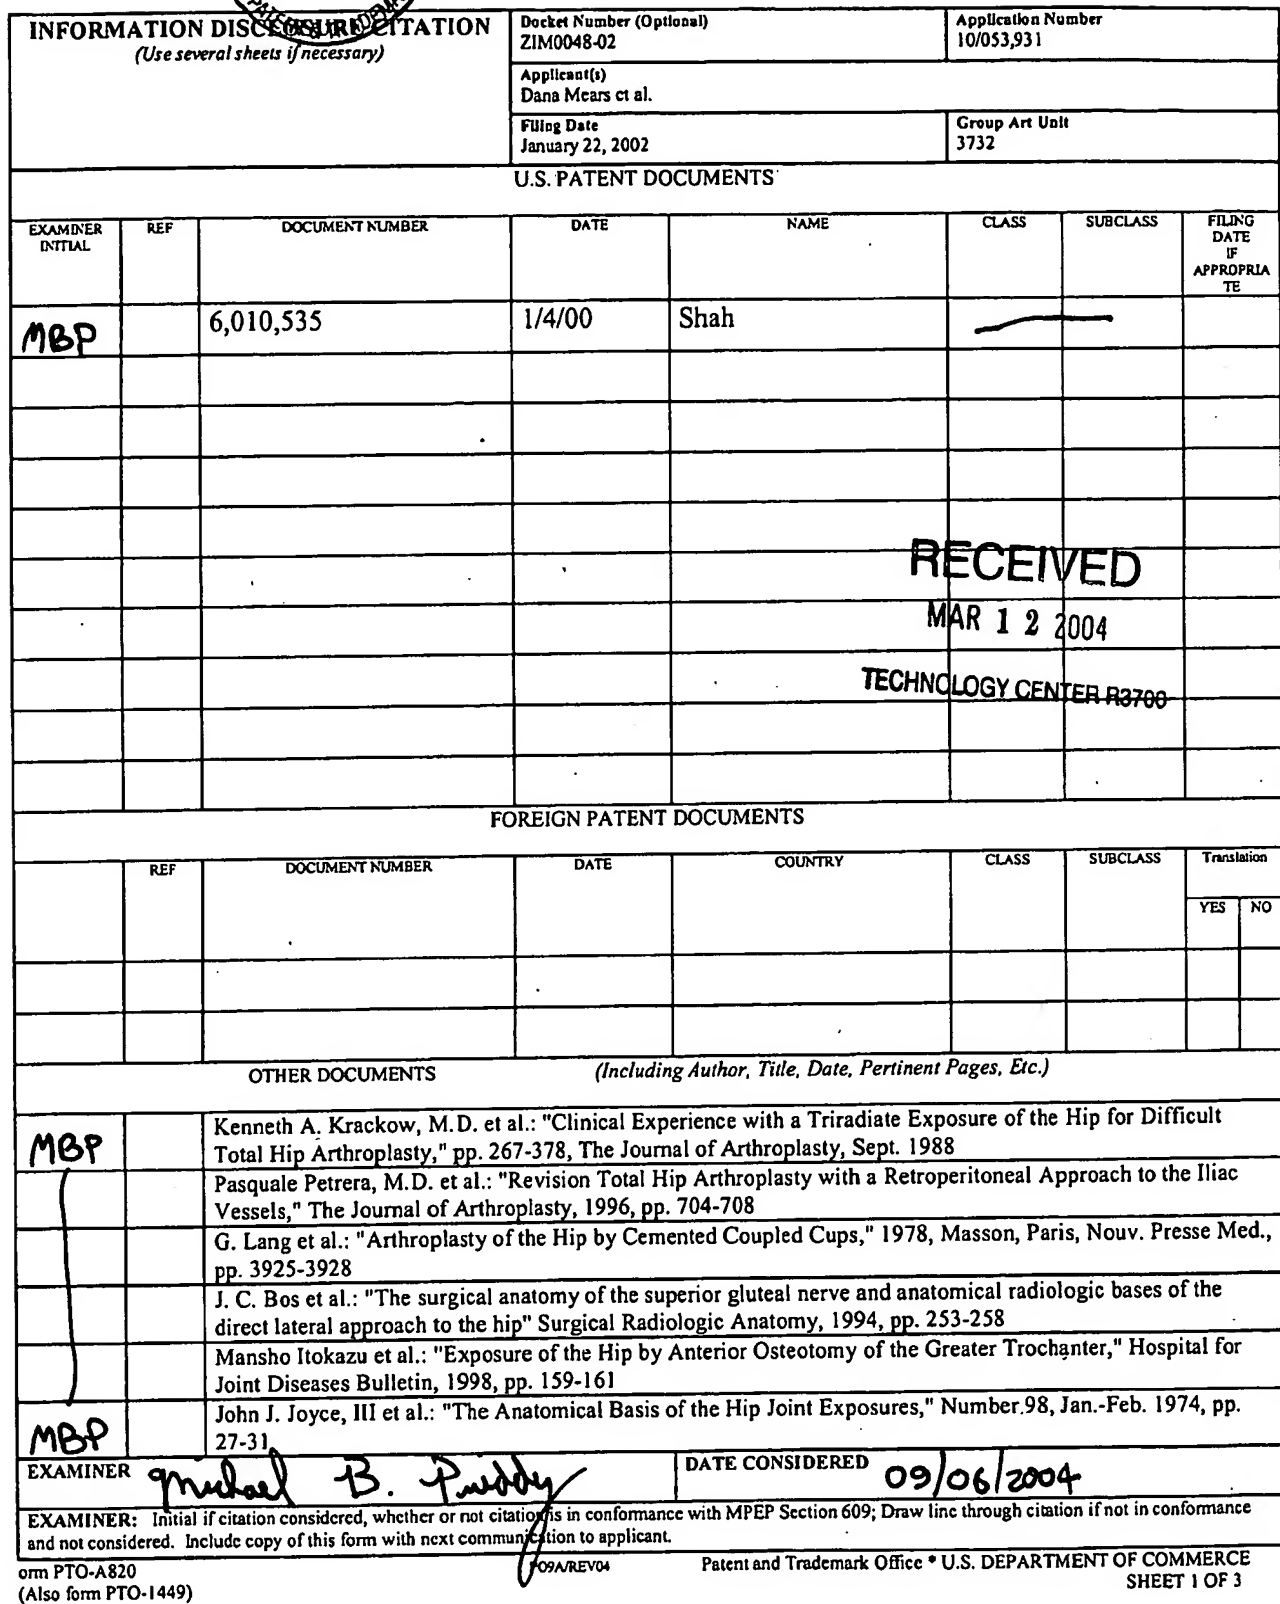 INFORMATION DISCLOSURE CITATION
(Use several sheets if necessary)
Docket Number (Optional)
ZIM0048-02
Application Number
10/053,931
Applicant(s)
Dana Mears et al.
Filing Date
January 22, 2002
Group Art Unit
3732
U.S. PATENT DOCUMENTS
EXAMINER INITIAL REF DOCUMENT NUMBER DATE NAME CLASS SUBCLASS FILING DATE IF APPROPRIATE
MBP 6,010,535 1/4/00 Shah
RECEIVED
MAR 12 2004
TECHNOLOGY CENTER R3700
FOREIGN PATENT DOCUMENTS
REF DOCUMENT NUMBER DATE COUNTRY CLASS SUBCLASS Translation
YES NO
OTHER DOCUMENTS (Including Author, Title, Date, Pertinent Pages, Etc.)
MBP Kenneth A. Krackow, M.D. et al.: "Clinical Experience with a Triradiate Exposure of the Hip for Difficult
Total Hip Arthroplasty," pp. 267-378, The Journal of Arthroplasty, Sept. 1988
Pasquale Petrera, M.D. et al.: "Revision Total Hip Arthroplasty with a Retroperitoneal Approach to the Iliac
Vessels," The Journal of Arthroplasty, 1996, pp. 704-708
G. Lang et al.: "Arthroplasty of the Hip by Cemented Coupled Cups," 1978, Masson, Paris, Nouv. Presse Med.,
pp. 3925-3928
J. C. Bos et al.: "The surgical anatomy of the superior gluteal nerve and anatomical radiologic bases of the
direct lateral approach to the hip" Surgical Radiologic Anatomy, 1994, pp. 253-258
Mansho Itokazu et al.: "Exposure of the Hip by Anterior Osteotomy of the Greater Trochanter," Hospital for
Joint Diseases Bulletin, 1998, pp. 159-161
MBP John J. Joyce, III et al.: "The Anatomical Basis of the Hip Joint Exposures," Number 98, Jan.-Feb. 1974, pp.
27-31
EXAMINER Michael B. Priddy DATE CONSIDERED 09/06/2004
EXAMINER: Initial if citation considered, whether or not citation is in conformance with MPEP Section 609; Draw line through citation if not in conformance
and not considered. Include copy of this form with next communication to applicant.
orm PTO-A820 P09A/REV04 Patent and Trademark Office * U.S. DEPARTMENT OF COMMERCE
(Also form PTO-1449) SHEET 1 OF 3